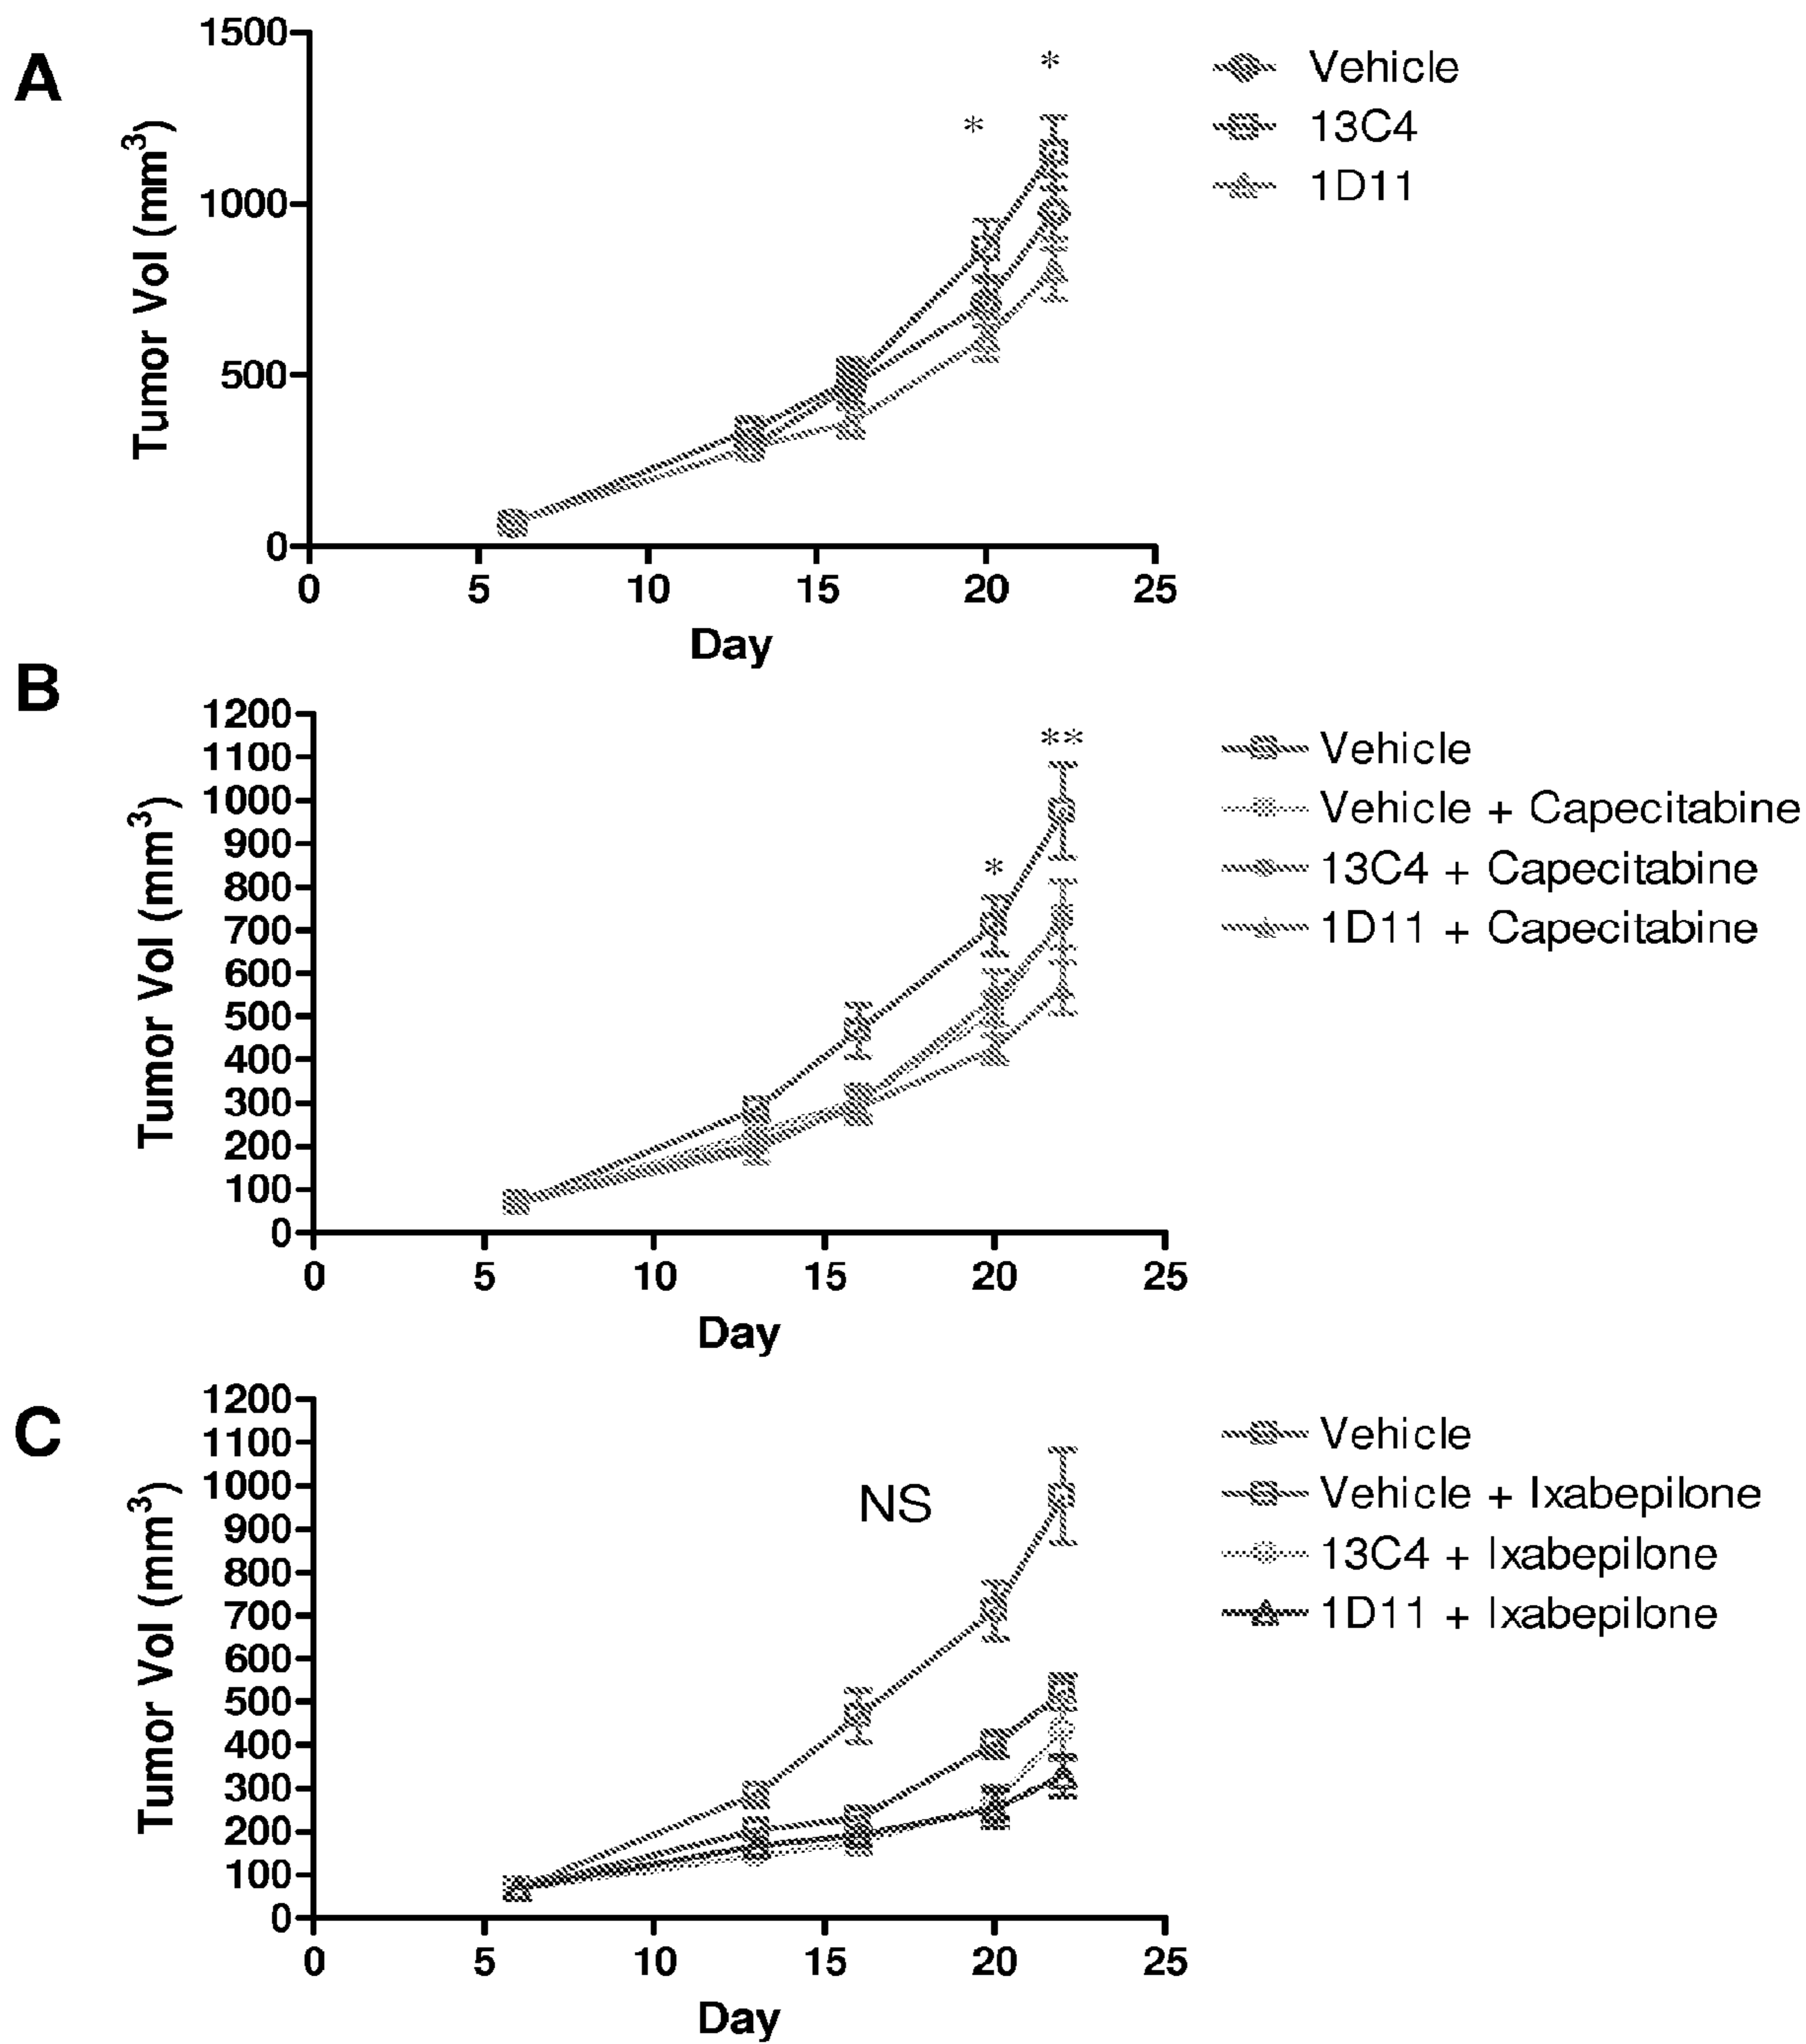 A
Tumor Vol (mm³)
1500
1000
500
0
0 5 10 15 20 25
Day
* *
Vehicle
13C4
1D11
B
Tumor Vol (mm³)
1200
1100
1000
900
800
700
600
500
400
300
200
100
0
0 5 10 15 20 25
Day
* **
Vehicle
Vehicle + Capecitabine
13C4 + Capecitabine
1D11 + Capecitabine
C
Tumor Vol (mm³)
1200
1100
1000
900
800
700
600
500
400
300
200
100
0
0 5 10 15 20 25
Day
NS
Vehicle
Vehicle + Ixabepilone
13C4 + Ixabepilone
1D11 + Ixabepilone